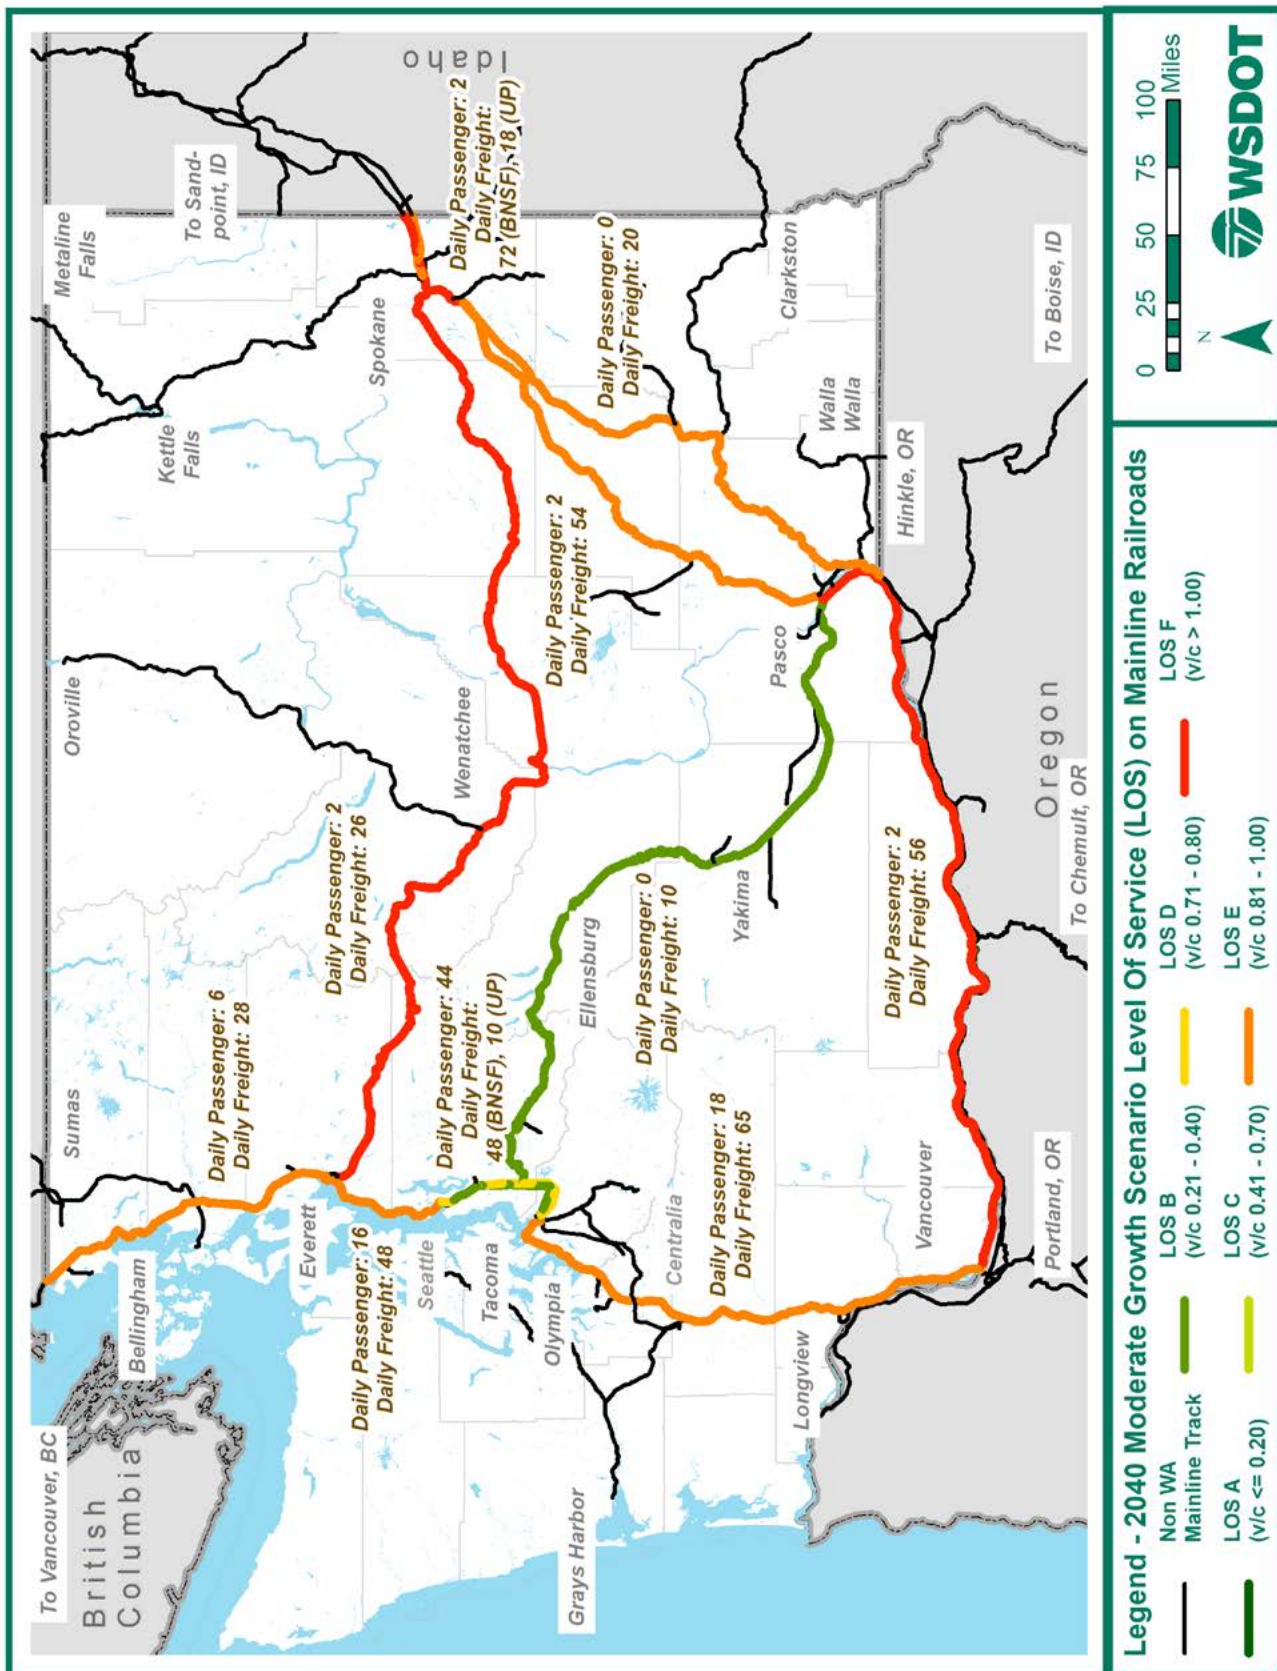 To Vancouver, BC
British
Columbia
Bellingham
Sumas
Oroville
Kettle
Falls
Metaline
Falls
To Sand-
point, ID
Idaho
Daily Passenger: 6
Daily Freight: 28
Everett
Daily Passenger: 2
Daily Freight: 26
Wenatchee
Spokane
Daily Passenger: 2
Daily Freight:
72 (BNSF), 18 (UP)
Daily Passenger: 16
Daily Freight: 48
Seattle
Daily Passenger: 44
Daily Freight:
48 (BNSF), 10 (UP)
Tacoma
Olympia
Grays Harbor
Ellensburg
Daily Passenger: 2
Daily Freight: 54
Daily Passenger: 0
Daily Freight: 20
Daily Passenger: 0
Daily Freight: 10
Centralia
Yakima
Pasco
Walla
Walla
Clarkston
Daily Passenger: 18
Daily Freight: 65
Longview
Vancouver
Daily Passenger: 2
Daily Freight: 56
Hinkle, OR
Portland, OR
To Chemult, OR
Oregon
To Boise, ID
Legend - 2040 Moderate Growth Scenario Level Of Service (LOS) on Mainline Railroads
Non WA
Mainline Track
LOS A
(v/c <= 0.20)
LOS B
(v/c 0.21 - 0.40)
LOS C
(v/c 0.41 - 0.70)
LOS D
(v/c 0.71 - 0.80)
LOS E
(v/c 0.81 - 1.00)
LOS F
(v/c > 1.00)
0 25 50 75 100
Miles
N
WSDOT